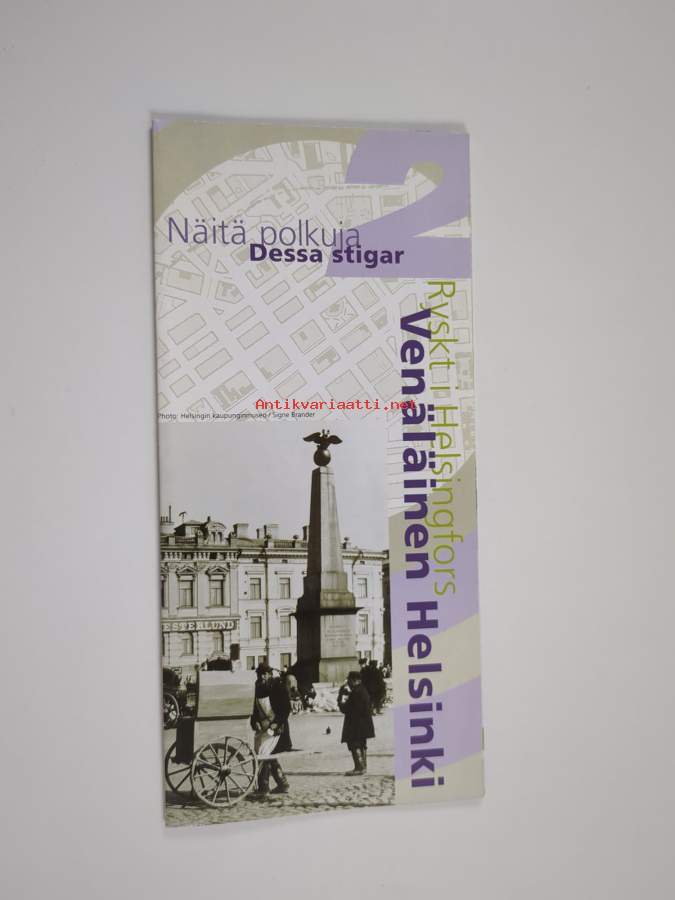 2
Näitä polkuja
Dessa stigar
Ryskt i Helsingfors
Venäläinen Helsinki
Antikvariaatti.net
Photo: Helsingin kaupunginmuseo / Signe Brander
ESTERLUND